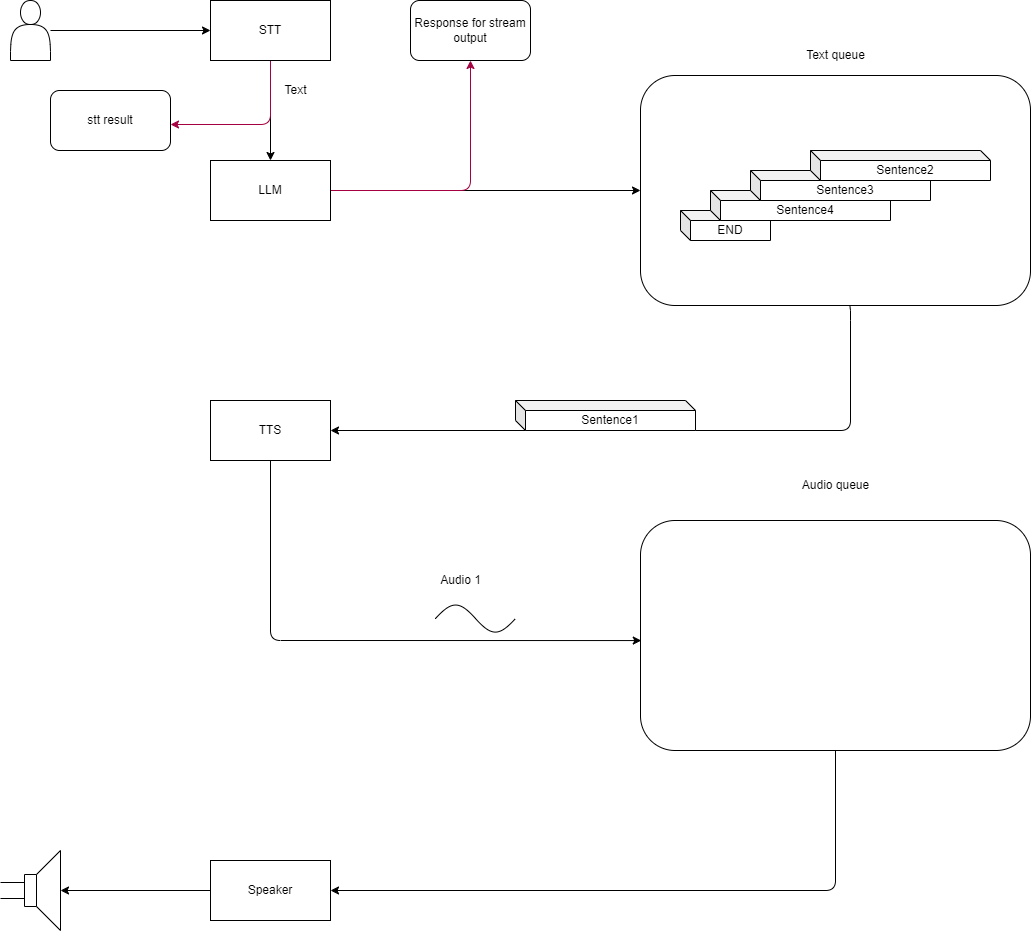 STT
Response for stream
output
Text queue
Text
stt result
LLM
Sentence2
Sentence3
Sentence4
END
TTS
Sentence1
Audio queue
Audio 1
Speaker